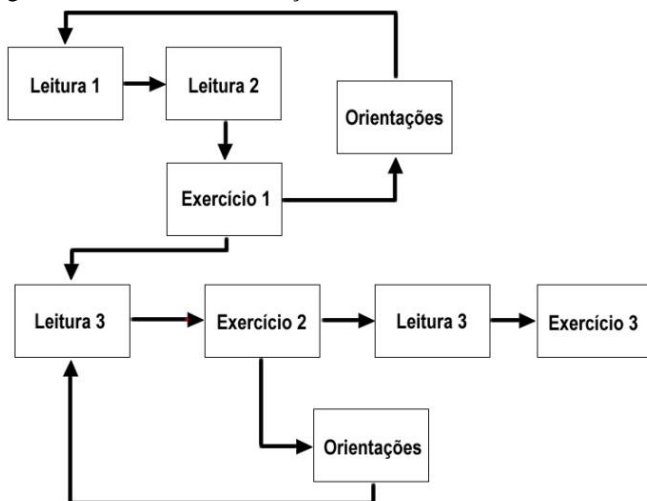 Leitura 1
Leitura 2
Orientações
Exercício 1
Leitura 3
Exercício 2
Leitura 3
Exercício 3
Orientações